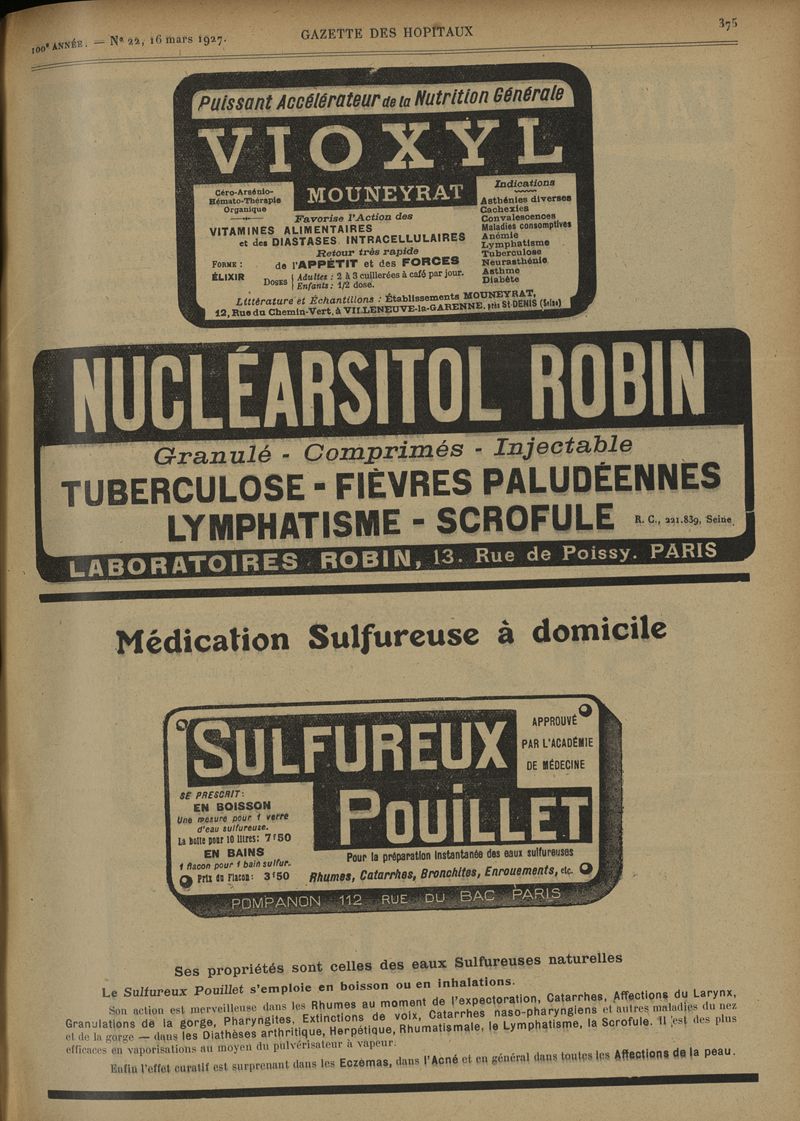 100e ANNÉE. — N° 22, 16 mars 1927.
GAZETTE DES HOPITAUX
375
Puissant Accélérateur de la Nutrition Générale
VIOXYL
MOUNEYRAT
Céro-Arsénio-
Hémato-Thérapie
Organique
Favorise l'Action des
VITAMINES ALIMENTAIRES
et des DIASTASES INTRACELLULAIRES
Retour très rapide
de l'APPÉTIT et des FORCES
FORME :
ÉLIXIR
DOSES
Adultes : 2 à 3 cuillerées à café par jour.
Enfants : 1/2 dose.
Indications
Asthénies diverses
Cachexies
Convalescences
Maladies consomptives
Anémie
Lymphatisme
Tuberculose
Neurasthénie
Asthme
Diabète
Littérature et Échantillons : Établissements MOUNEYRAT,
12, Rue du Chemin-Vert, à VILLENEUVE-la-GARENNE, près St-DENIS (Seine)
NUCLÉARSITOL ROBIN
Granulé - Comprimés - Injectable
TUBERCULOSE - FIÈVRES PALUDÉENNES
LYMPHATISME - SCROFULE
R. C., 221.839, Seine.
LABORATOIRES ROBIN, 13. Rue de Poissy. PARIS
Médication Sulfureuse à domicile
SULFUREUX
POUILLET
APPROUVÉ
PAR L'ACADÉMIE
DE MÉDECINE
SE PRESCRIT:
EN BOISSON
Une mesure pour 1 verre
d'eau sulfureuse.
La boîte pour 10 litres: 7f50
EN BAINS
1 flacon pour 1 bain sulfur.
Prix du Flacon: 3f50
Pour la préparation instantanée des eaux sulfureuses
Rhumes, Catarrhes, Bronchites, Enrouements, etc.
POMPANON 112 RUE DU BAC PARIS
Ses propriétés sont celles des eaux Sulfureuses naturelles
Le Sulfureux Pouillet s'emploie en boisson ou en inhalations.
Son action est merveilleuse dans les Rhumes au moment de l'expectoration, Catarrhes, Affections du Larynx,
Granulations de la gorge, Pharyngites, Extinctions de voix, Catarrhes naso-pharyngiens et autres maladies du nez
et de la gorge — dans les Diathèses arthritique, Herpétique, Rhumatismale, le Lymphatisme, la Scrofule. Il est des plus
efficaces en vaporisations au moyen du pulvérisateur à vapeur.
Enfin l'effet curatif est surprenant dans les Eczémas, dans l'Acné et en général dans toutes les Affections de la peau.